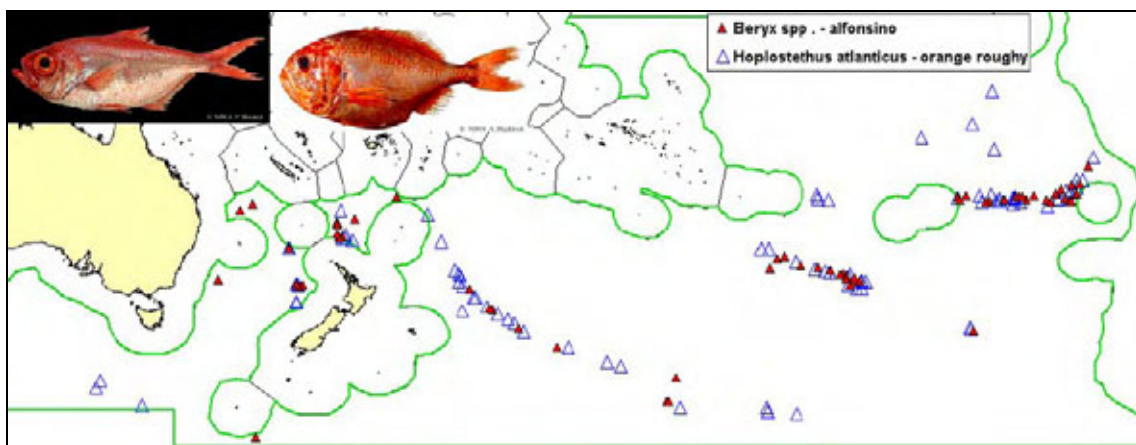 Beryx spp . - alfonsino
Hoplostethus atlanticus - orange roughy